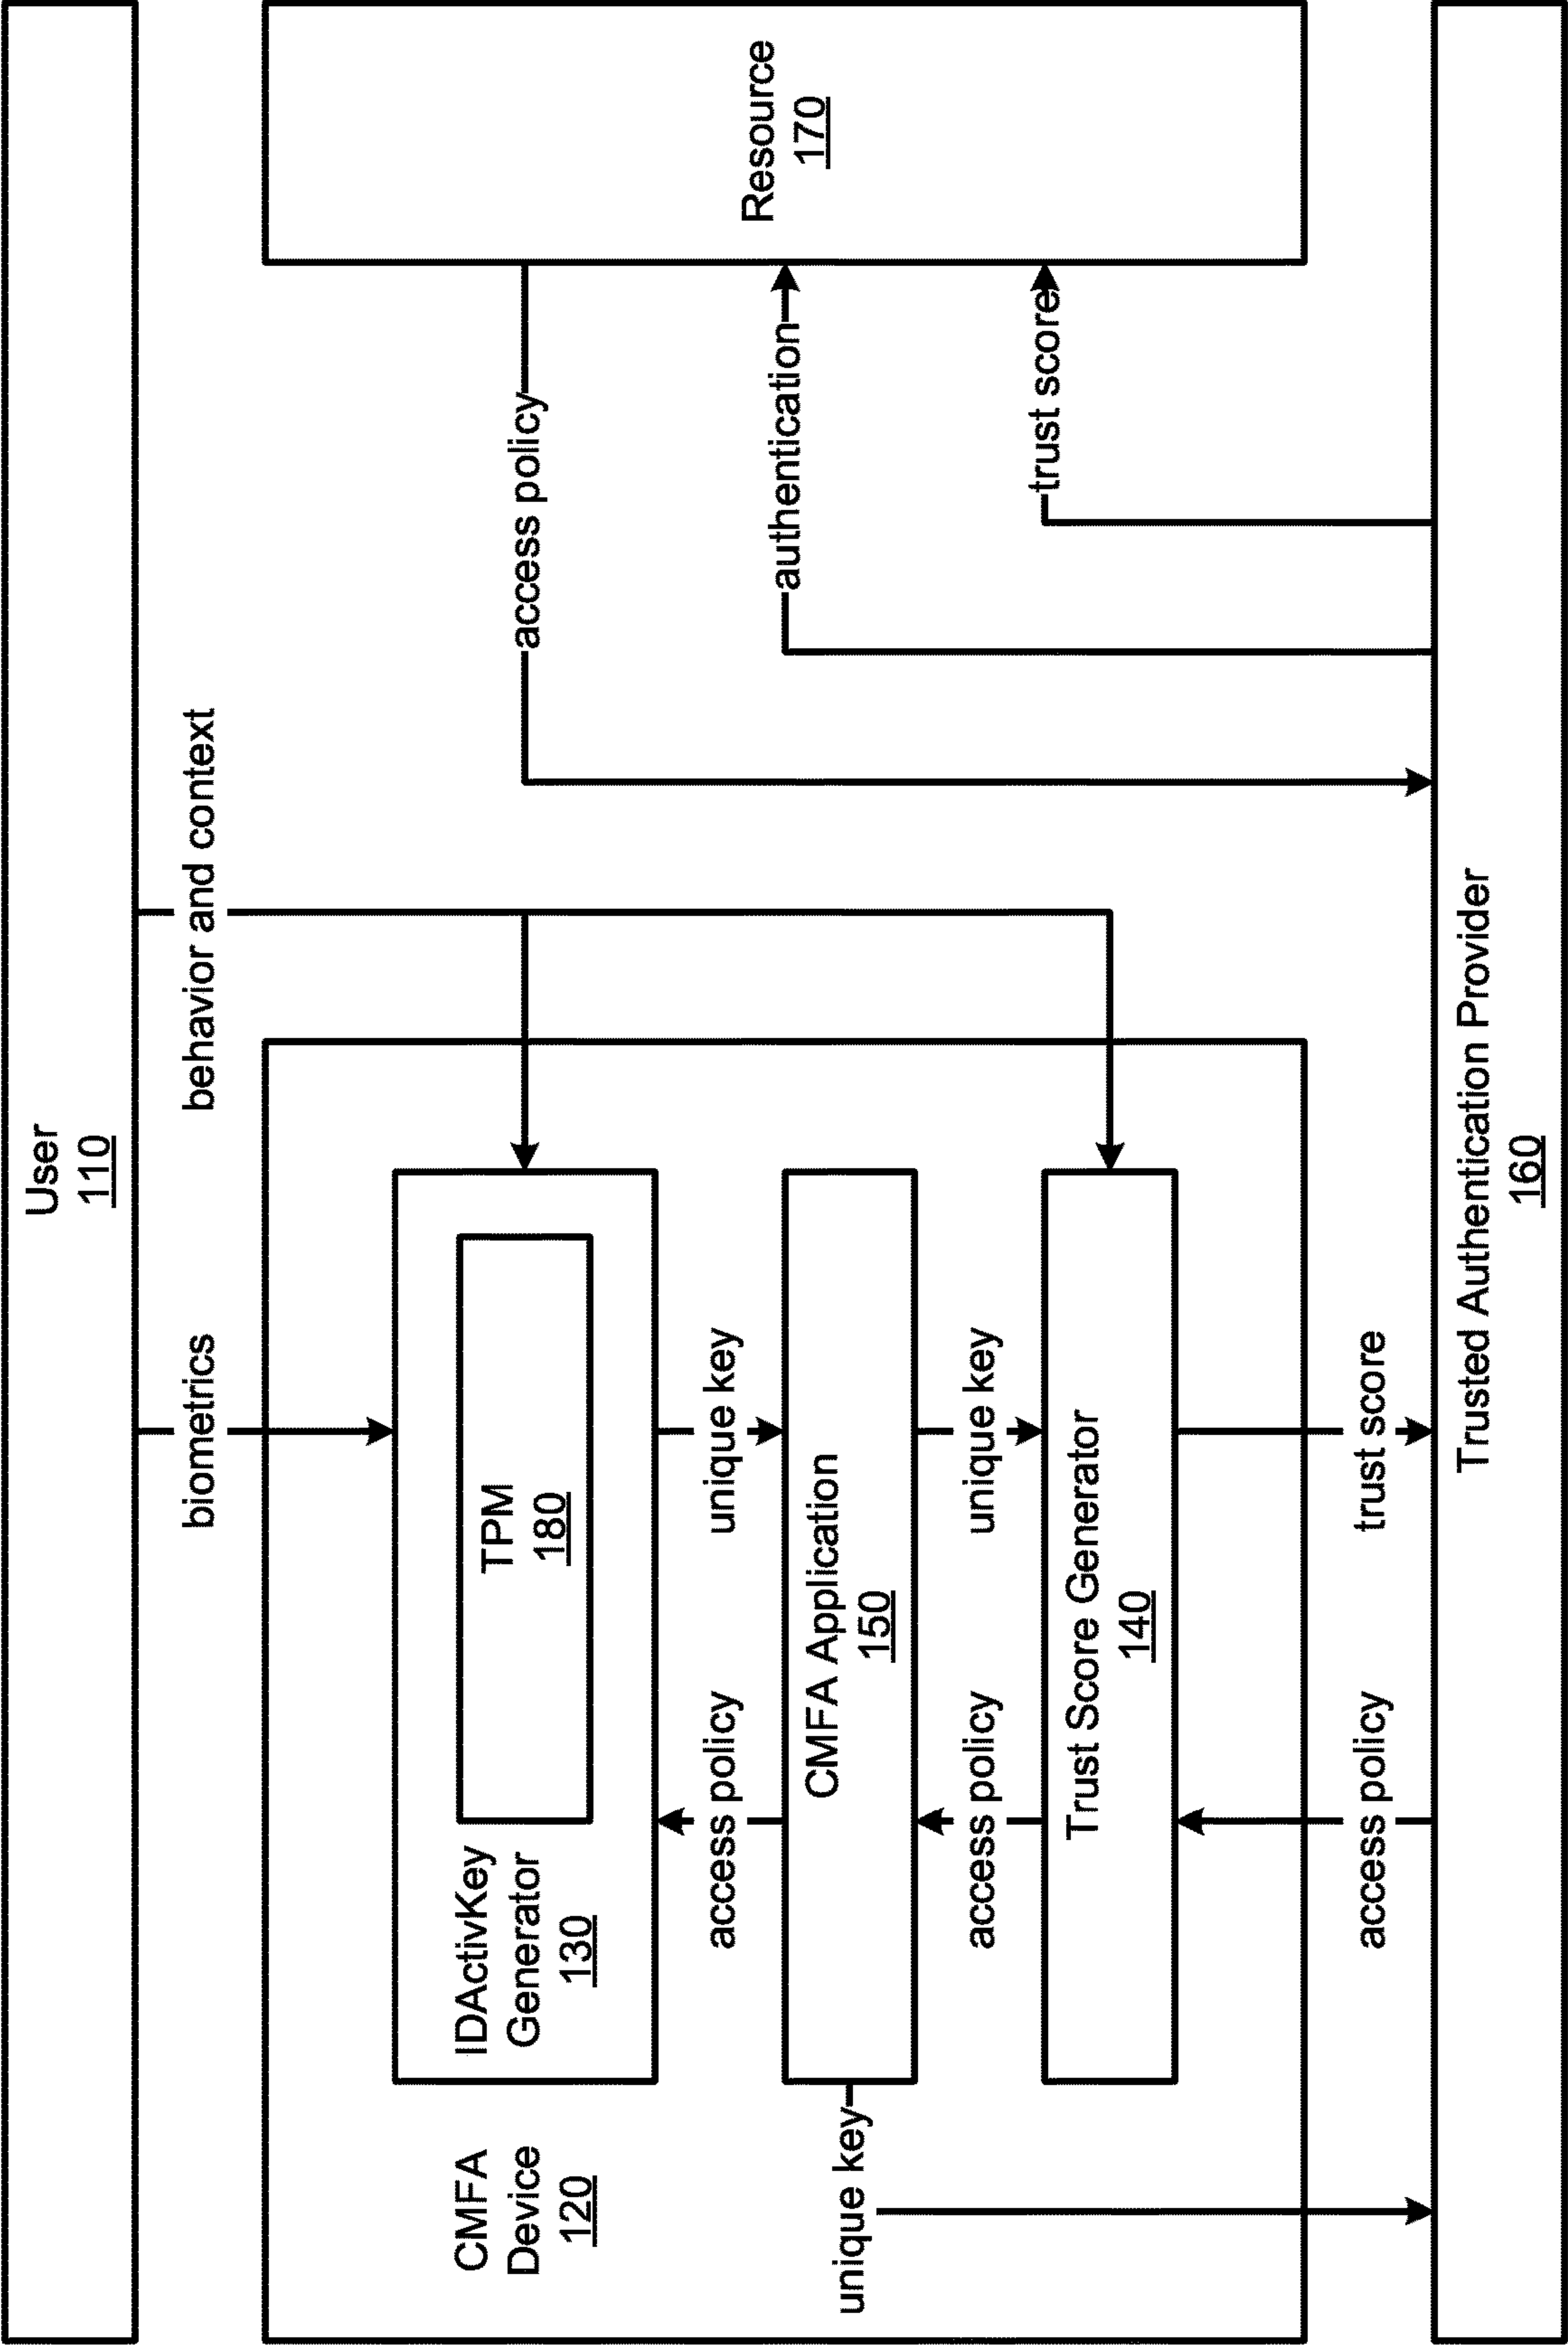 User
110
biometrics
behavior and context
CMFA
Device
120
IDActivKey
Generator
130
TPM
180
access policy
unique key
CMFA Application
150
unique key
access policy
unique key
Trust Score Generator
140
access policy
trust score
access policy
authentication
trust score
Resource
170
Trusted Authentication Provider
160